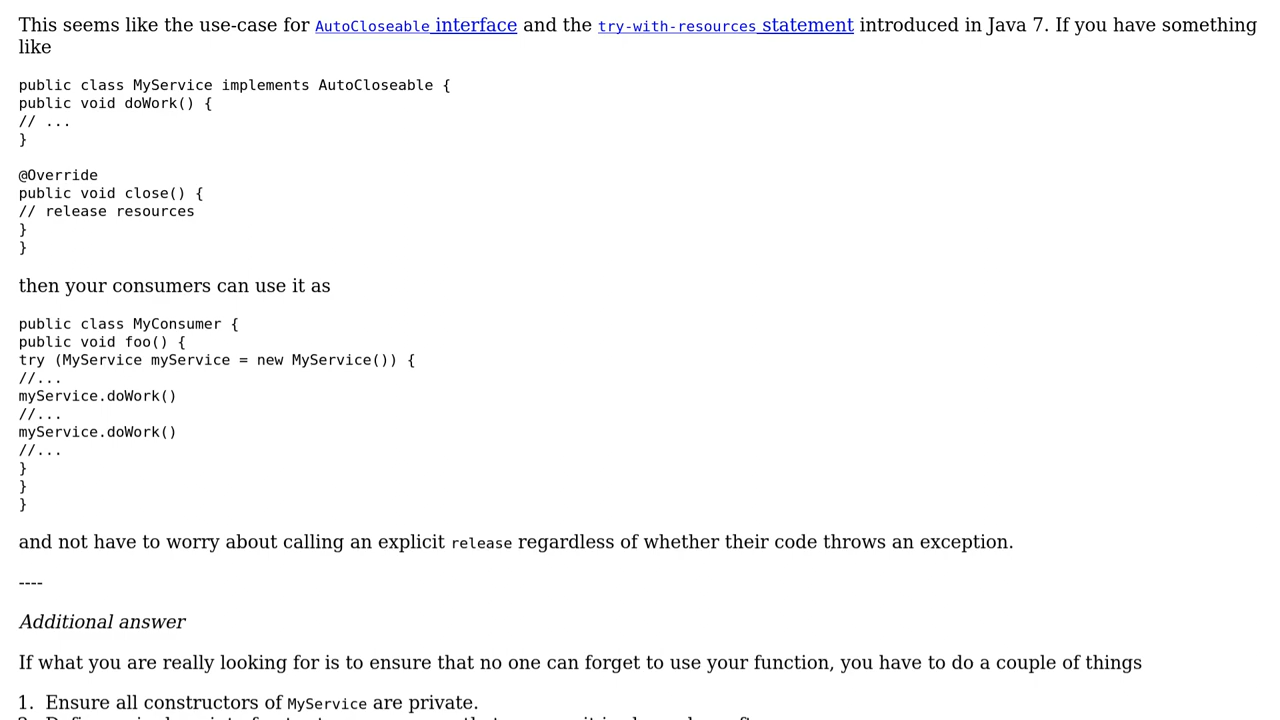 This seems like the use-case for AutoCloseable interface and the try-with-resources statement introduced in Java 7. If you have something
like
public class MyService implements AutoCloseable {
public void doWork() {
// ...
}
@Override
public void close() {
// release resources
}
}
then your consumers can use it as
public class MyConsumer {
public void foo() {
try (MyService myService = new MyService()) {
//...
myService.doWork()
//...
myService.doWork()
//...
}
}
}
and not have to worry about calling an explicit release regardless of whether their code throws an exception.
----
Additional answer
If what you are really looking for is to ensure that no one can forget to use your function, you have to do a couple of things
1. Ensure all constructors of MyService are private.